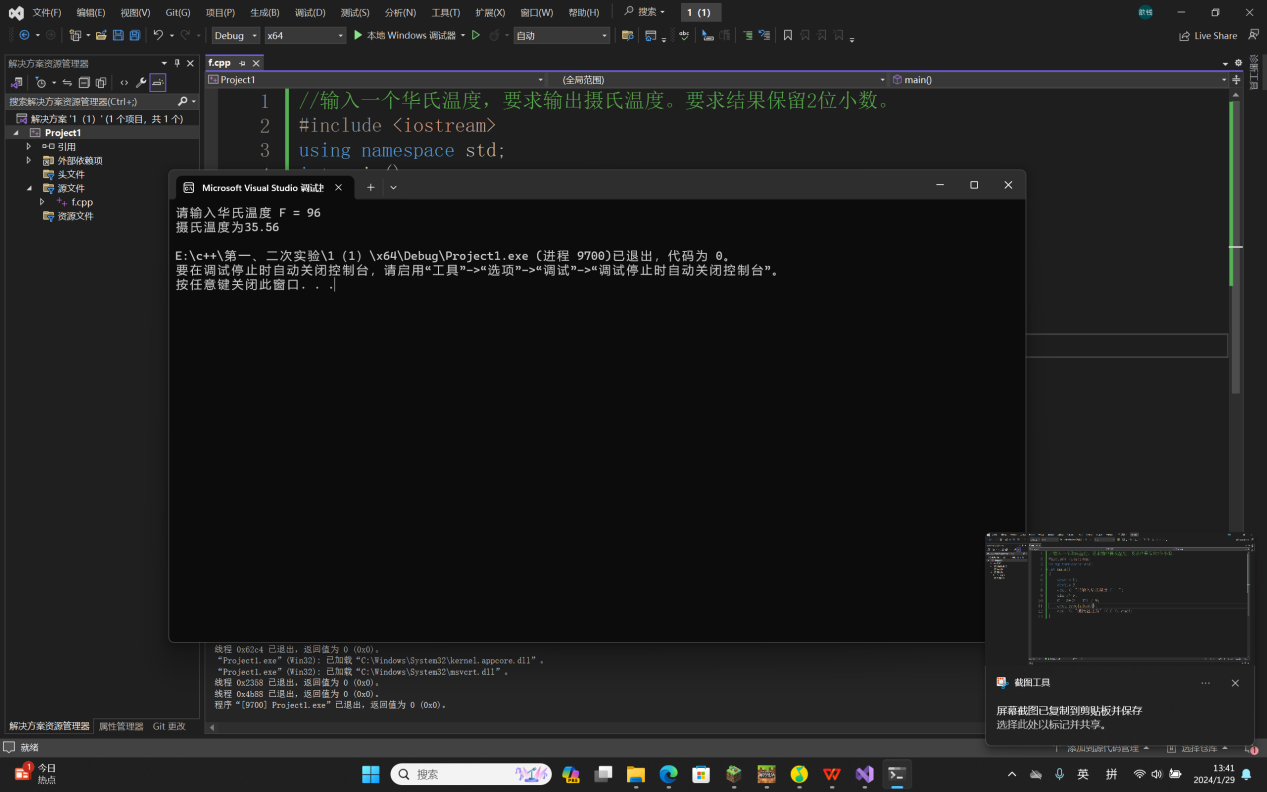 文件(F) 编辑(E) 视图(V) Git(G) 项目(P) 生成(B) 调试(D) 测试(S) 分析(N) 工具(T) 扩展(X) 窗口(W) 帮助(H) 搜索 1 (1)
Debug x64 本地 Windows 调试器 自动 Live Share
解决方案资源管理器
f.cpp
Project1 (全局范围) main()
搜索解决方案资源管理器(Ctrl+;)
解决方案 '1 (1) ' (1 个项目，共 1 个)
Project1
引用
外部依赖项
头文件
源文件
f.cpp
资源文件
诊断工具
1 //输入一个华氏温度，要求输出摄氏温度。要求结果保留2位小数。
2 #include <iostream>
3 using namespace std;
Microsoft Visual Studio 调试
请输入华氏温度 F = 96
摄氏温度为35.56
E:\c++\第一、二次实验\1 (1) \x64\Debug\Project1.exe (进程 9700)已退出，代码为 0。
要在调试停止时自动关闭控制台，请启用“工具”->“选项”->“调试”->“调试停止时自动关闭控制台”。
按任意键关闭此窗口. . .
线程 0x62c4 已退出，返回值为 0 (0x0)。
“Project1.exe”(Win32): 已加载“C:\Windows\System32\kernel.appcore.dll”。
“Project1.exe”(Win32): 已加载“C:\Windows\System32\msvcrt.dll”。
线程 0x2358 已退出，返回值为 0 (0x0)。
线程 0x4b88 已退出，返回值为 0 (0x0)。
程序“[9700] Project1.exe”已退出，返回值为 0 (0x0)。
截图工具
屏幕截图已复制到剪贴板并保存
选择此处以标记并共享。
解决方案资源管理器 属性管理器 Git 更改
就绪
添加到源代码管理 选择仓库 1
1 今日
热点
搜索
英 拼
13:41
2024/1/29